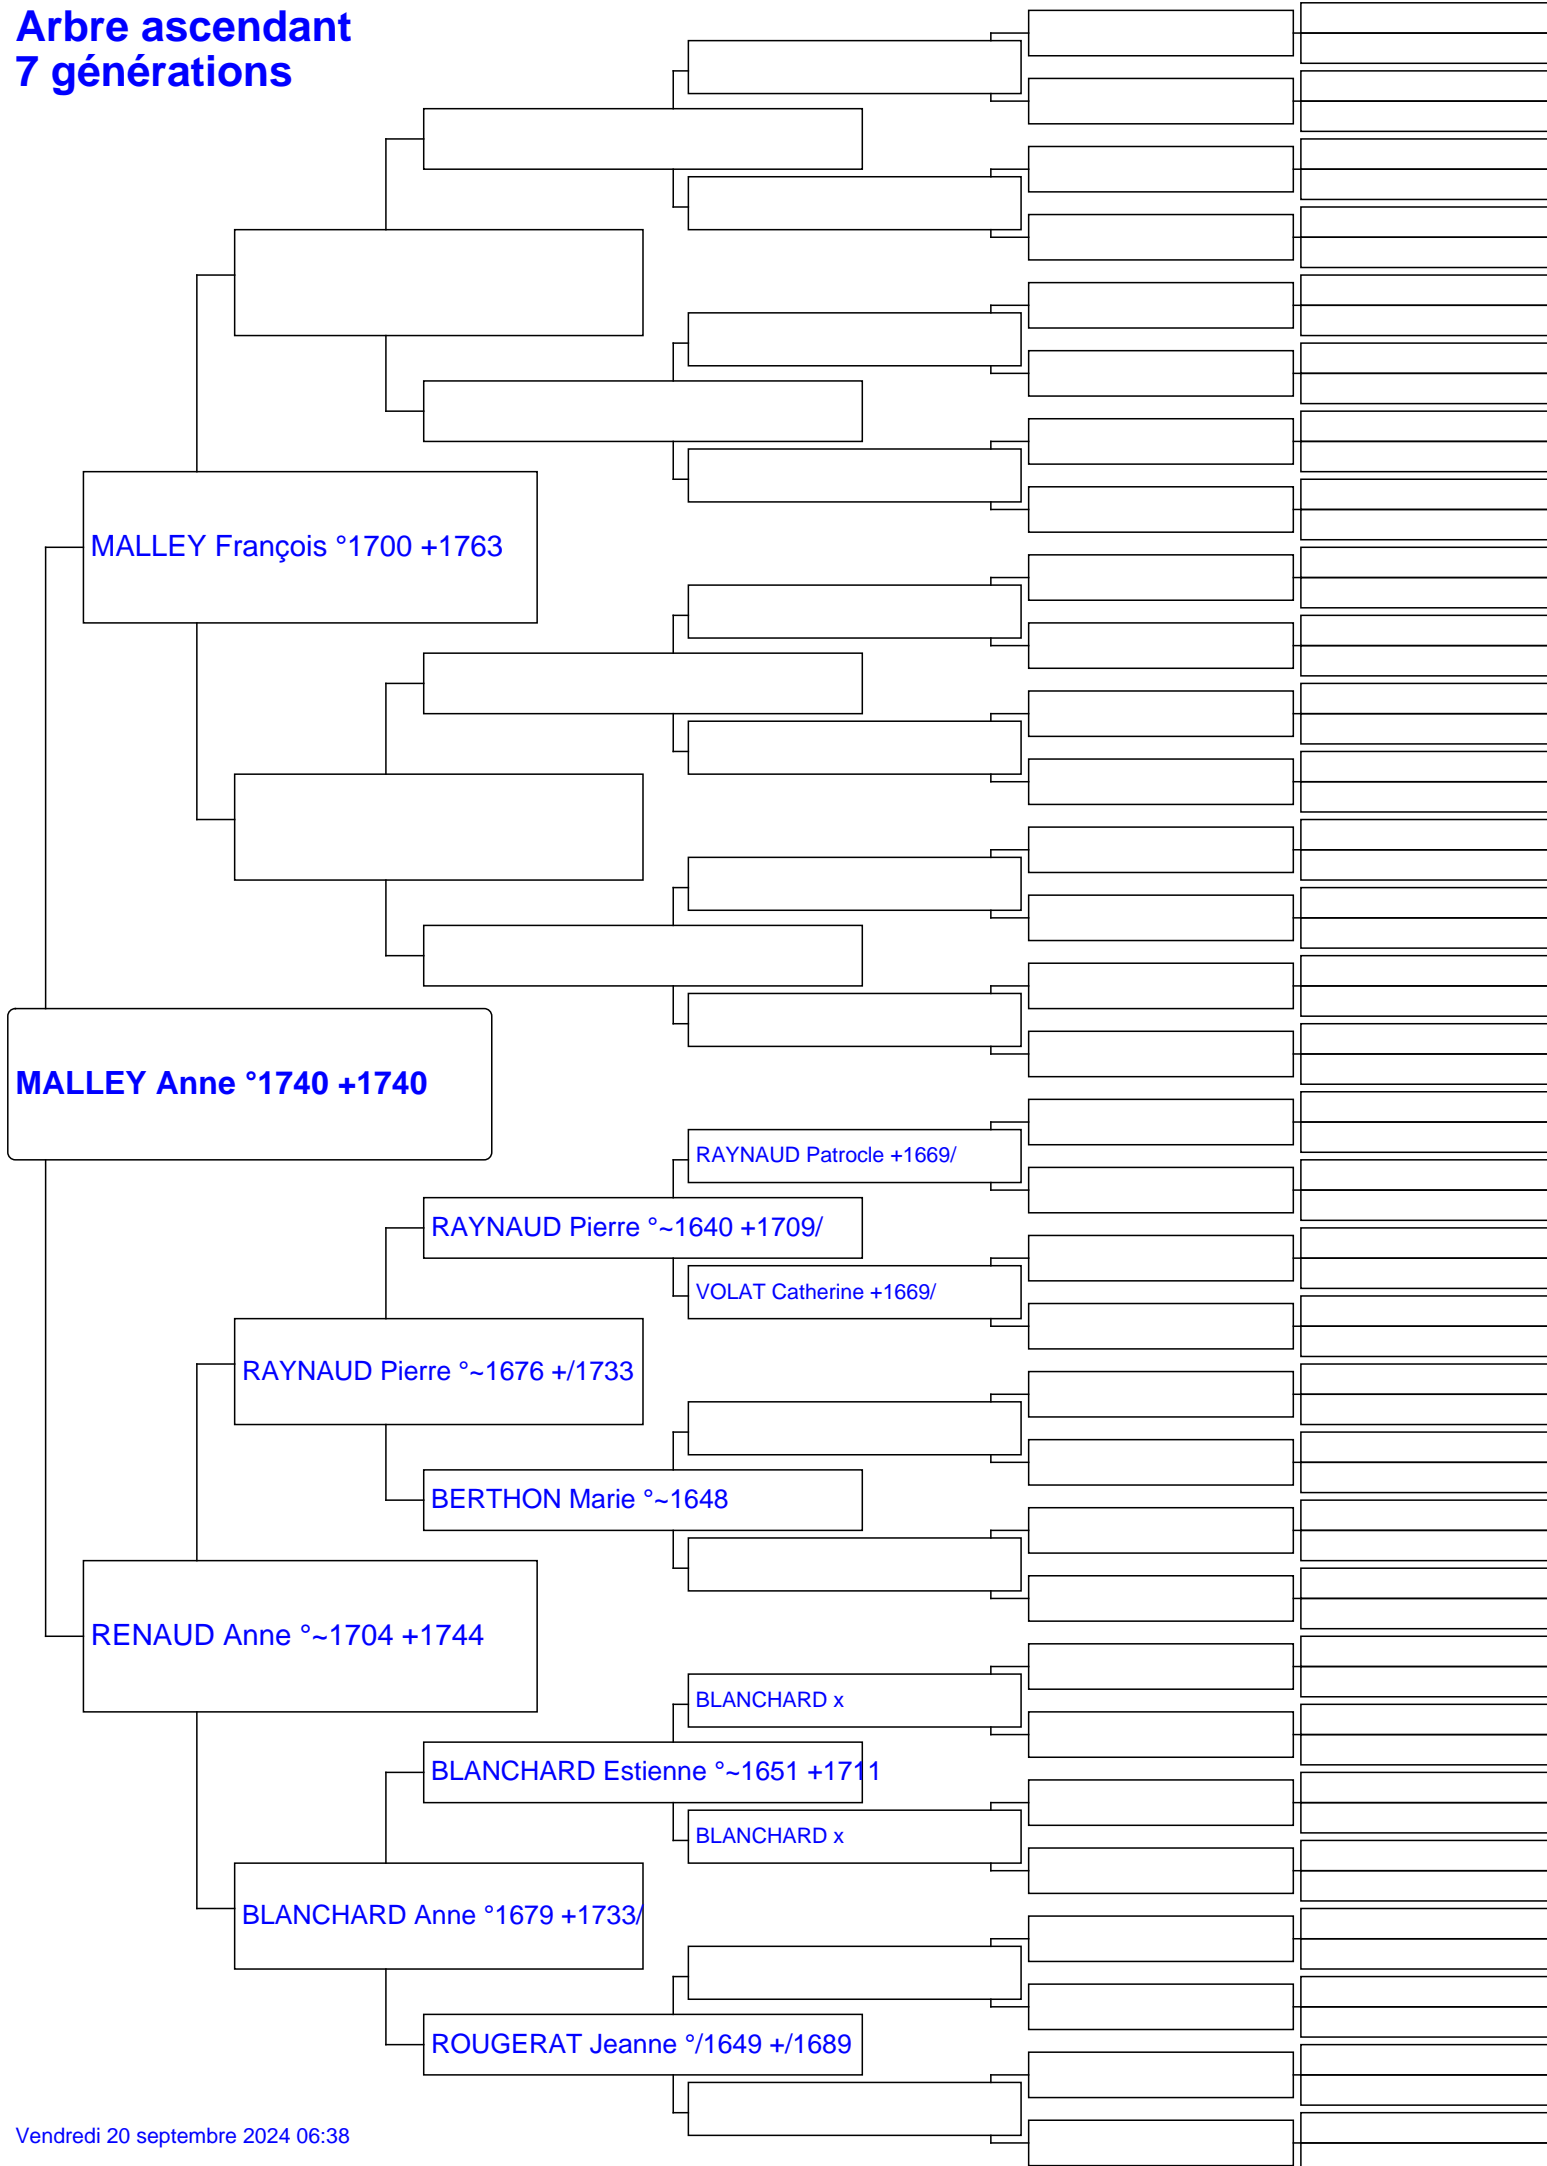 Arbre ascendant
7 générations
MALLEY François °1700 +1763
MALLEY Anne °1740 +1740
RAYNAUD Patrocle +1669/
RAYNAUD Pierre °~1640 +1709/
VOLAT Catherine +1669/
RAYNAUD Pierre °~1676 +/1733
BERTHON Marie °~1648
RENAUD Anne °~1704 +1744
BLANCHARD x
BLANCHARD Estienne °~1651 +1711
BLANCHARD x
BLANCHARD Anne °1679 +1733/
ROUGERAT Jeanne °/1649 +/1689
Vendredi 20 septembre 2024 06:38